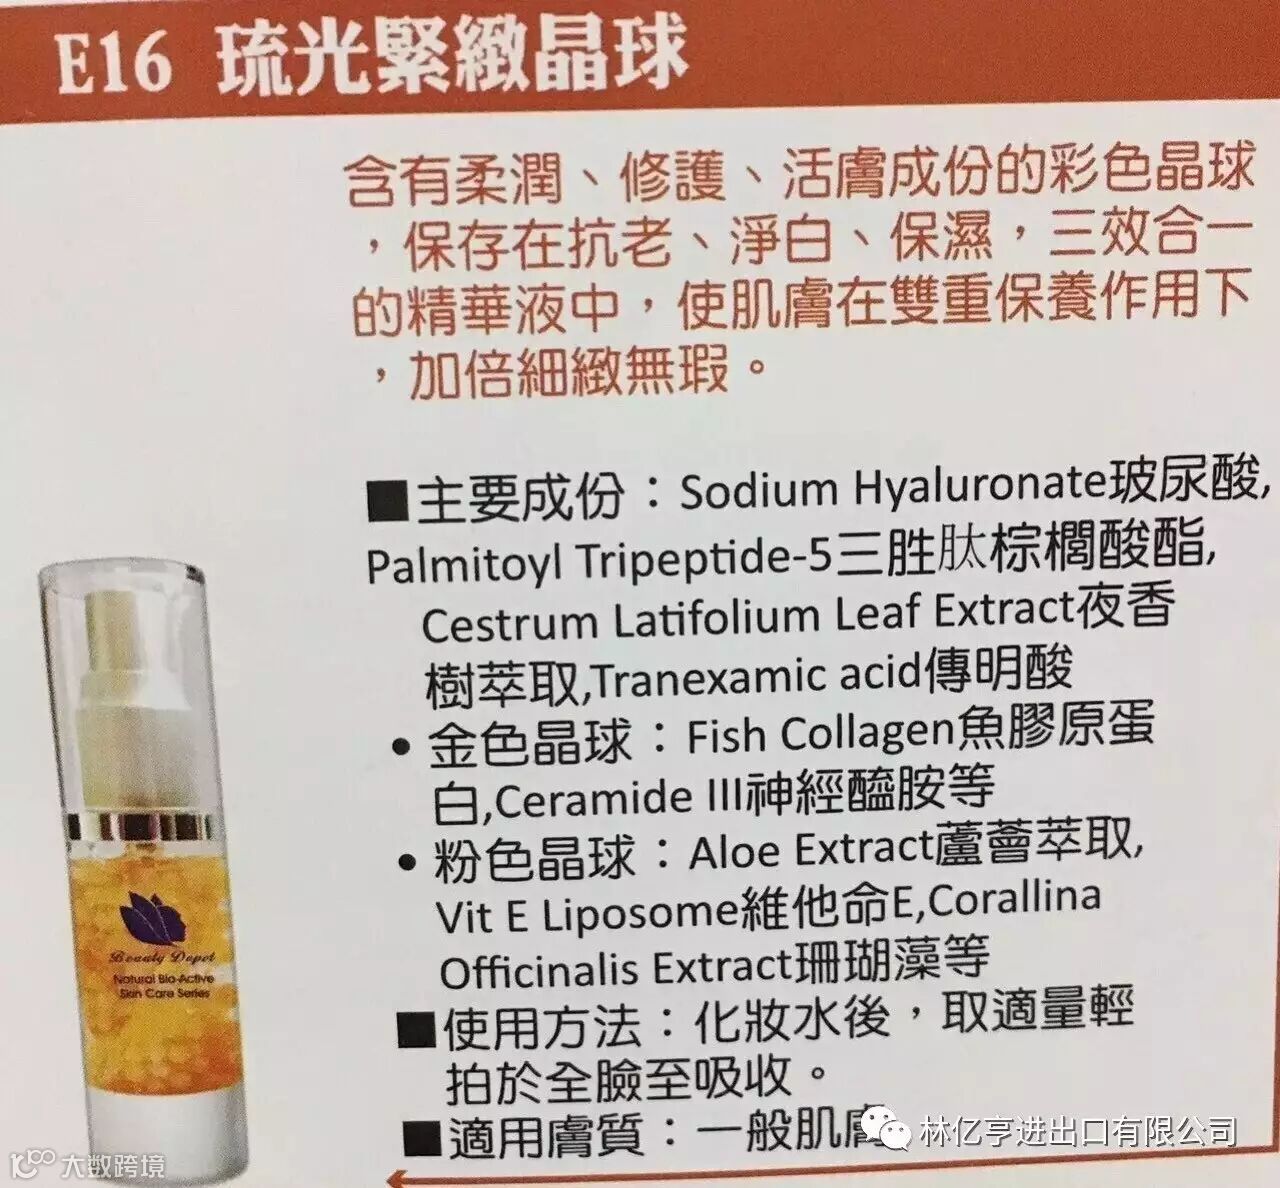 E16 琉光緊緻晶球
含有柔潤、修護、活膚成份的彩色晶球
，保存在抗老、淨白、保濕，三效合一
的精華液中，使肌膚在雙重保養作用下
，加倍細緻無瑕。
■主要成份：Sodium Hyaluronate玻尿酸,
Palmitoyl Tripeptide-5三胜肽棕櫚酸酯,
Cestrum Latifolium Leaf Extract夜香
樹萃取,Tranexamic acid傳明酸
•金色晶球：Fish Collagen魚膠原蛋
白,Ceramide III神經醯胺等
•粉色晶球：Aloe Extract蘆薈萃取,
Vit E Liposome維他命E,Corallina
Officinalis Extract珊瑚藻等
■使用方法：化妝水後，取適量輕
拍於全臉至吸收。
■適用膚質：一般肌膚
Beauty Depot
Natural Bio-Active
Skin Care Series
林亿亨进出口有限公司
大数跨境